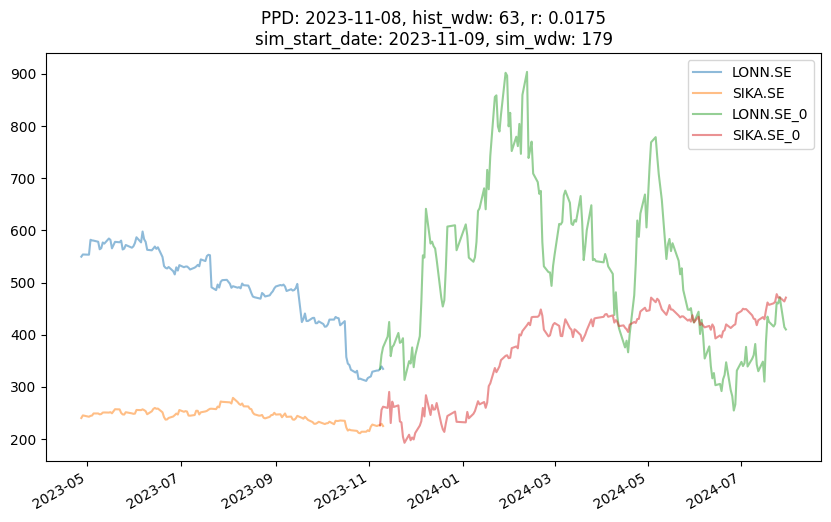 PPD: 2023-11-08, hist_wdw: 63, r: 0.0175
sim_start_date: 2023-11-09, sim_wdw: 179
LONN.SE
SIKA.SE
LONN.SE_0
SIKA.SE_0
900
800
700
600
500
400
300
200
2023-05
2023-07
2023-09
2023-11
2024-01
2024-03
2024-05
2024-07